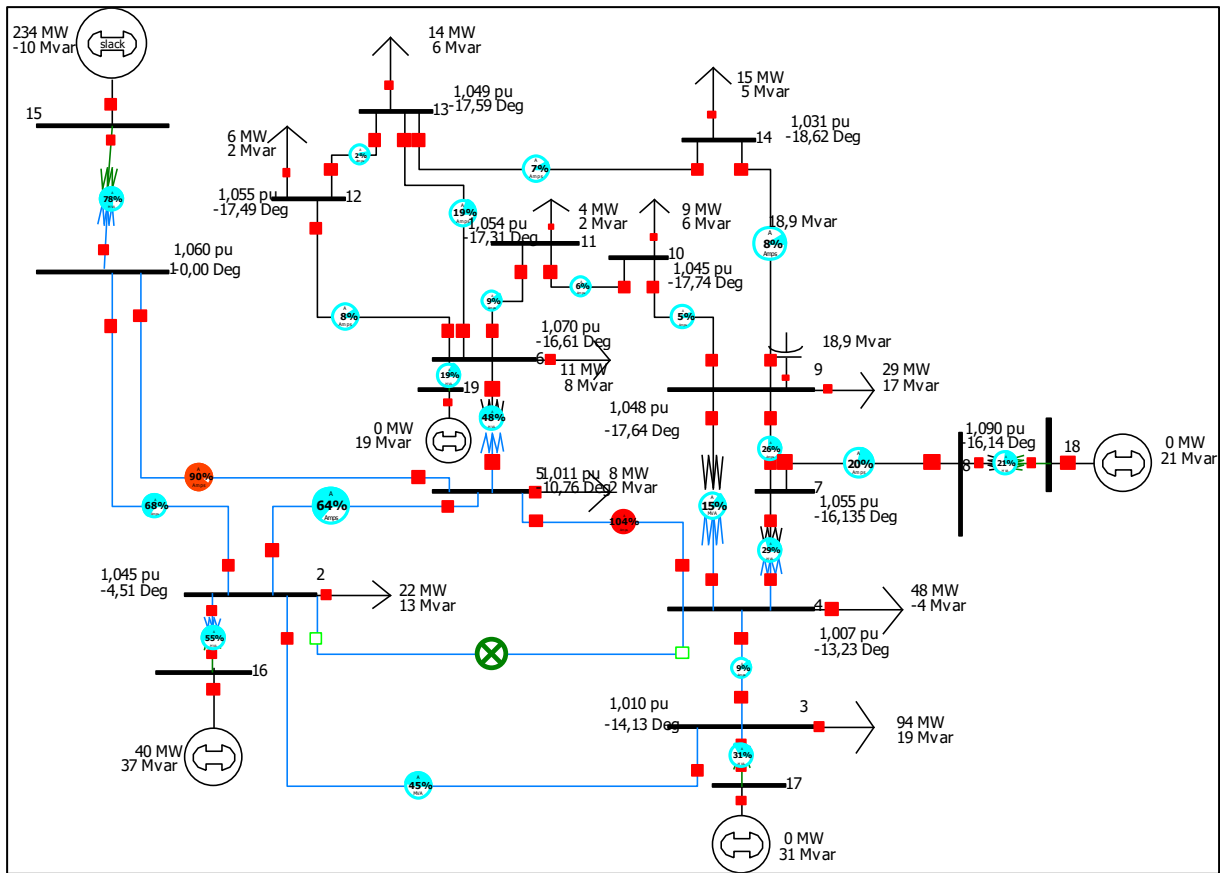 234 MW
-10 Mvar
slack
15
78%
1,060 pu
1
-0,00 Deg
14 MW
6 Mvar
1,049 pu
13
-17,59 Deg
6 MW
2 Mvar
2%
12
1,055 pu
-17,49 Deg
A
7%
Amps
15 MW
5 Mvar
1,031 pu
14
-18,62 Deg
A
19%
Amps
4 MW
2 Mvar
1,054 pu
-17,31 Deg
11
9 MW
6 Mvar
10
1,045 pu
-17,74 Deg
18,9 Mvar
A
8%
Amps
9%
6%
5%
A
8%
Amps
1,070 pu
-16,61 Deg
6
11 MW
8 Mvar
19%
19
48%
0 MW
19 Mvar
18,9 Mvar
9
29 MW
17 Mvar
1,048 pu
-17,64 Deg
1,090 pu
-16,14 Deg
8
21%
18
0 MW
21 Mvar
26%
A
20%
Amps
7
1,055 pu
-16,135 Deg
A
15%
MVA
29%
A
90%
Amps
5
1,011 pu
-10,76 Deg
8 MW
2 Mvar
68%
A
64%
Amps
104%
1,045 pu
-4,51 Deg
2
22 MW
13 Mvar
4
48 MW
-4 Mvar
1,007 pu
-13,23 Deg
55%
16
9%
1,010 pu
-14,13 Deg
3
94 MW
19 Mvar
40 MW
37 Mvar
A
45%
MVA
31%
17
0 MW
31 Mvar